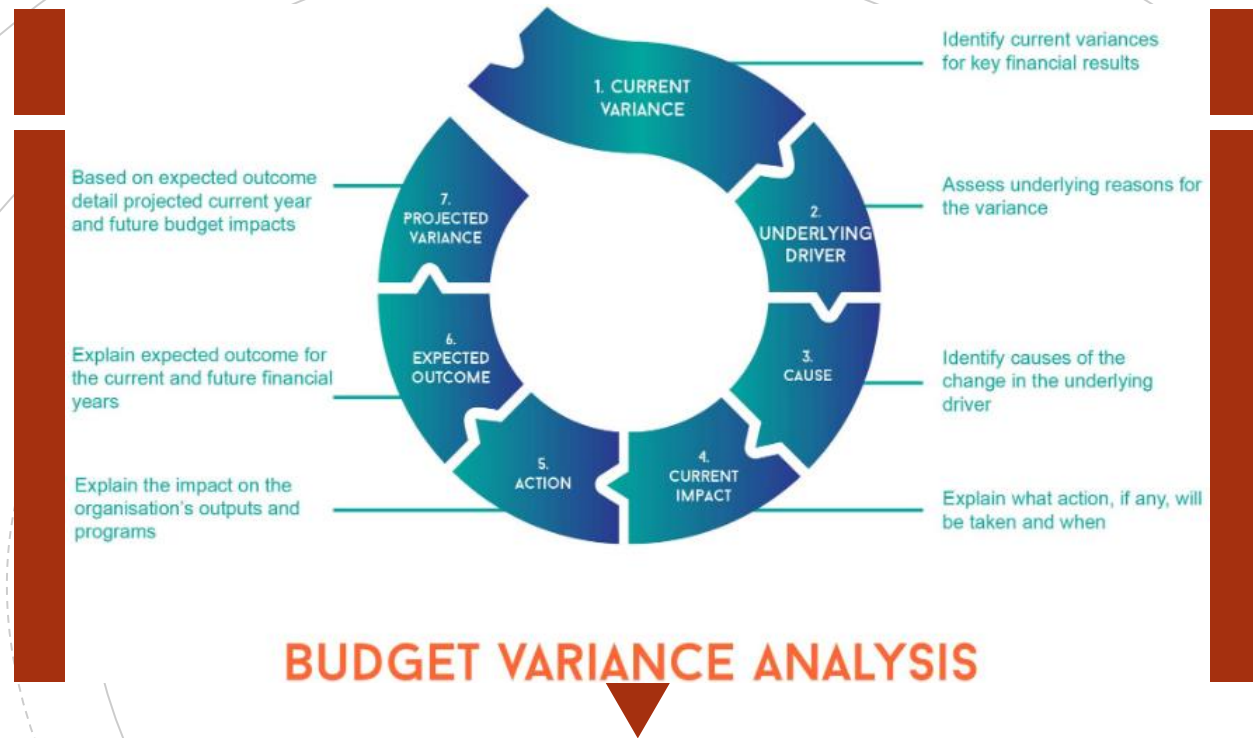 1. CURRENT
VARIANCE
Identify current variances
for key financial results
2.
UNDERLYING
DRIVER
Assess underlying reasons for
the variance
3.
CAUSE
Identify causes of the
change in the underlying
driver
4.
CURRENT
IMPACT
Explain what action, if any, will
be taken and when
5.
ACTION
Explain the impact on the
organisation's outputs and
programs
6.
EXPECTED
OUTCOME
Explain expected outcome for
the current and future financial
years
7.
PROJECTED
VARIANCE
Based on expected outcome
detail projected current year
and future budget impacts
BUDGET VARIANCE ANALYSIS